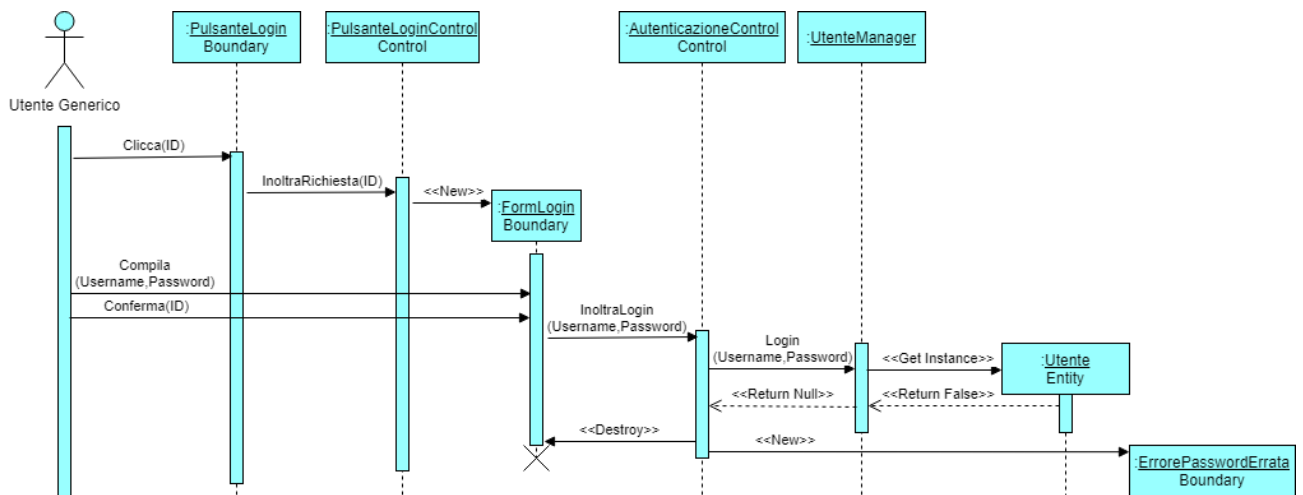 :PulsanteLogin
Boundary
:PulsanteLoginControl
Control
:AutenticazioneControl
Control
:UtenteManager
Utente Generico
Clicca(ID)
InoltraRichiesta(ID)
<<New>>
:FormLogin
Boundary
Compila
(Username,Password)
Conferma(ID)
InoltraLogin
(Username,Password)
Login
(Username,Password)
<<Get Instance>>
:Utente
Entity
<<Return Null>>
<<Return False>>
<<Destroy>>
<<New>>
:ErrorePasswordErrata
Boundary